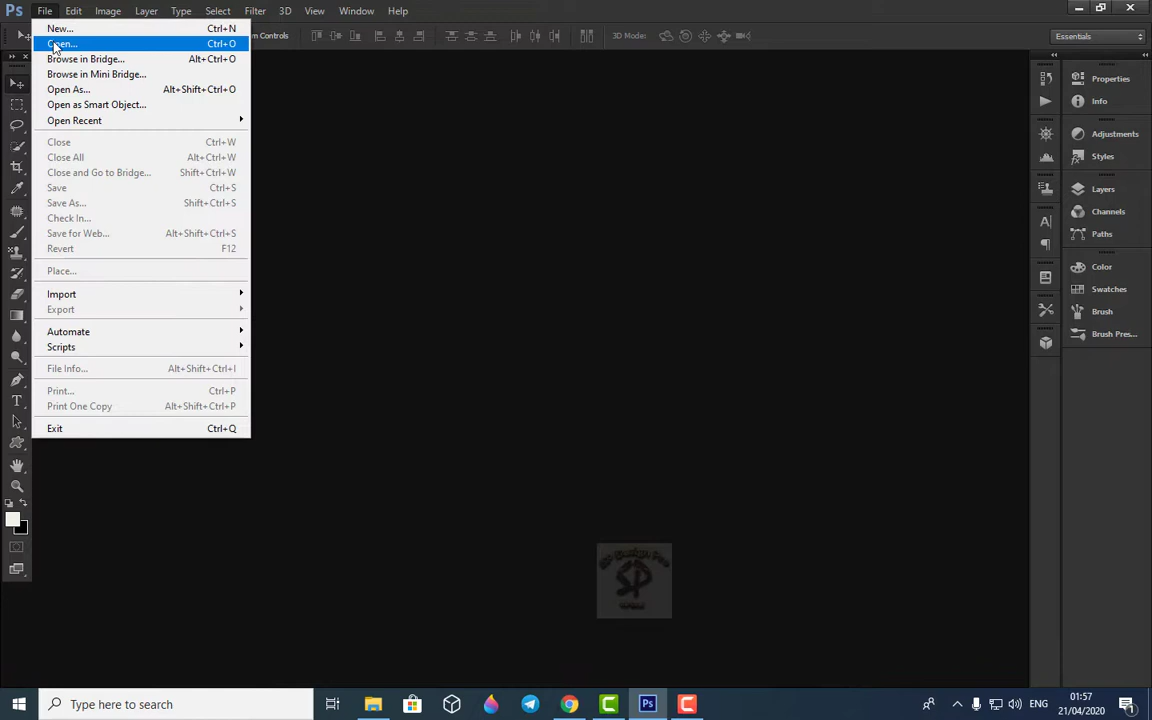 Ps File Edit Image Layer Type Select Filter 3D View Window Help
m Controls 3D Mode: Essentials
New... Ctrl+N
Open... Ctrl+O
Browse in Bridge... Alt+Ctrl+O
Browse in Mini Bridge...
Open As... Alt+Shift+Ctrl+O
Open as Smart Object...
Open Recent
Close Ctrl+W
Close All Alt+Ctrl+W
Close and Go to Bridge... Shift+Ctrl+W
Save Ctrl+S
Save As... Shift+Ctrl+S
Check In...
Save for Web... Alt+Shift+Ctrl+S
Revert F12
Place...
Import
Export
Automate
Scripts
File Info... Alt+Shift+Ctrl+I
Print... Ctrl+P
Print One Copy Alt+Shift+Ctrl+P
Exit Ctrl+Q
Properties
Info
Adjustments
Styles
Layers
Channels
Paths
Color
Swatches
Brush
Brush Pres...
Type here to search
Ps
ENG
01:57
21/04/2020
1